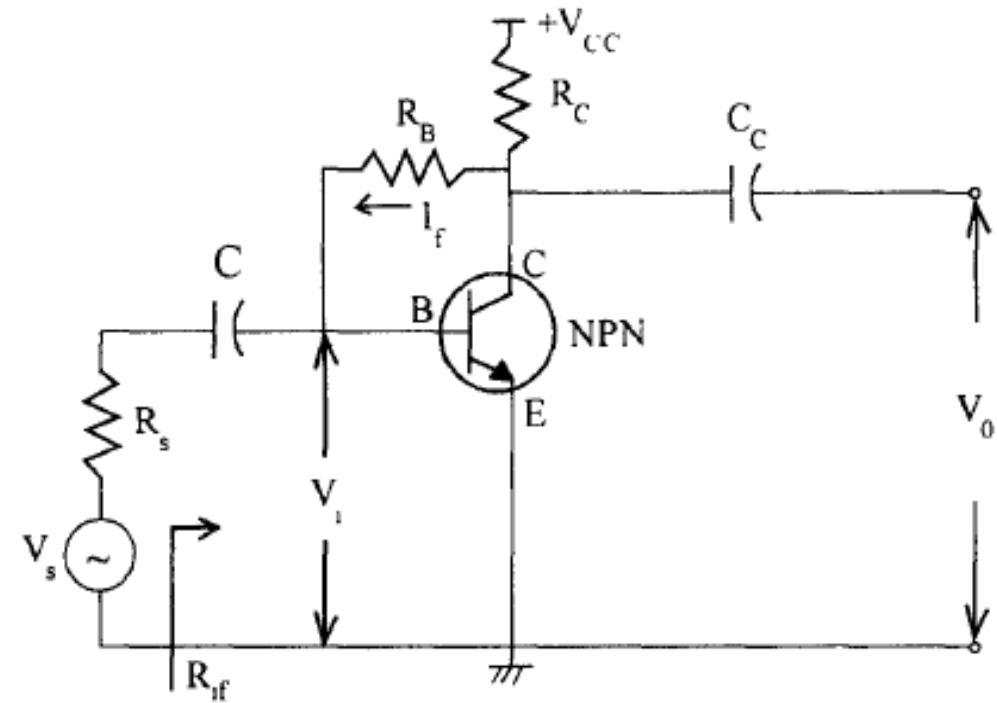 +V_CC
R_C
R_B
C_C
I_f
C
C
B
NPN
E
R_s
V_0
V_i
V_s
~
R_if